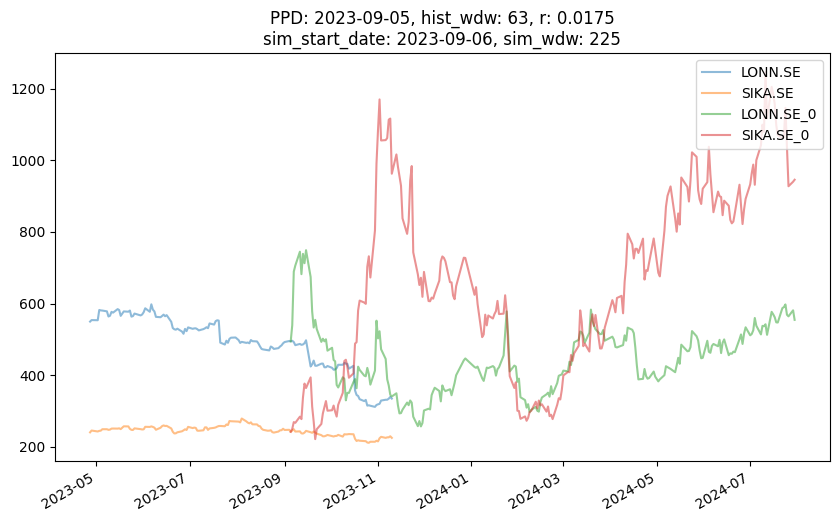 PPD: 2023-09-05, hist_wdw: 63, r: 0.0175
sim_start_date: 2023-09-06, sim_wdw: 225
LONN.SE
SIKA.SE
LONN.SE_0
SIKA.SE_0
1200
1000
800
600
400
200
2023-05
2023-07
2023-09
2023-11
2024-01
2024-03
2024-05
2024-07